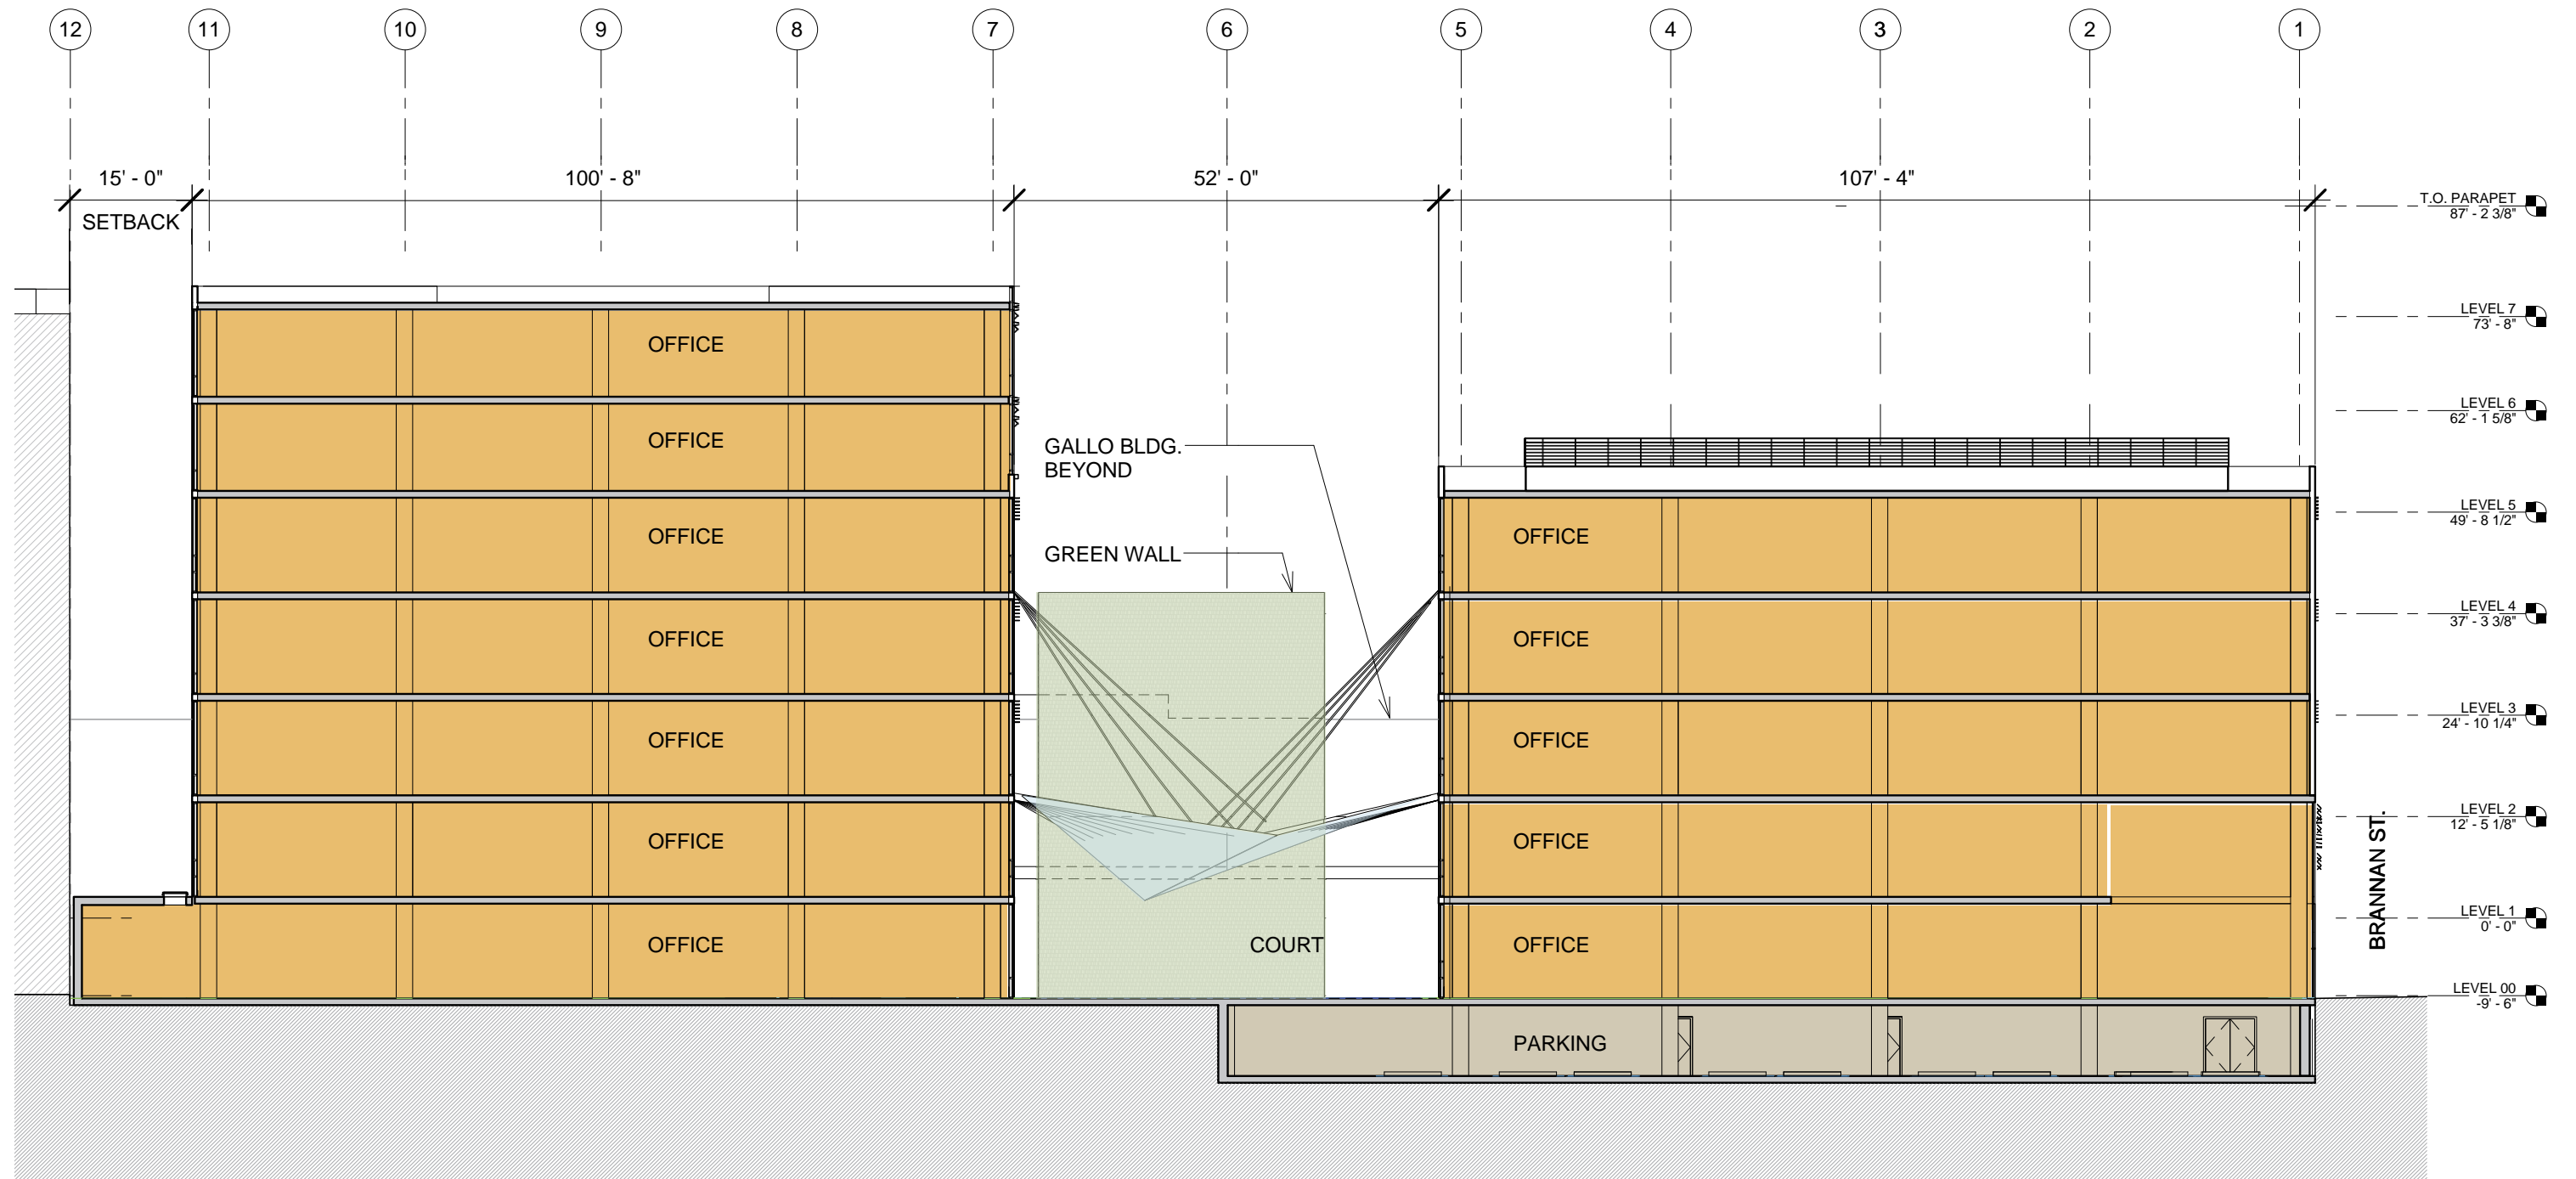 12 11 10 9 8 7 6 5 4 3 2 1
15' - 0" 100' - 8" 52' - 0" 107' - 4"
SETBACK
T.O. PARAPET
87' - 2 3/8"
LEVEL 7
73' - 8"
OFFICE
LEVEL 6
62' - 1 5/8"
OFFICE
GALLO BLDG.
BEYOND
LEVEL 5
49' - 8 1/2"
OFFICE OFFICE
GREEN WALL
LEVEL 4
37' - 3 3/8"
OFFICE OFFICE
LEVEL 3
24' - 10 1/4"
OFFICE OFFICE
LEVEL 2
12' - 5 1/8"
OFFICE OFFICE
BRANNAN ST.
LEVEL 1
0' - 0"
OFFICE COURT OFFICE
LEVEL 00
-9' - 6"
PARKING